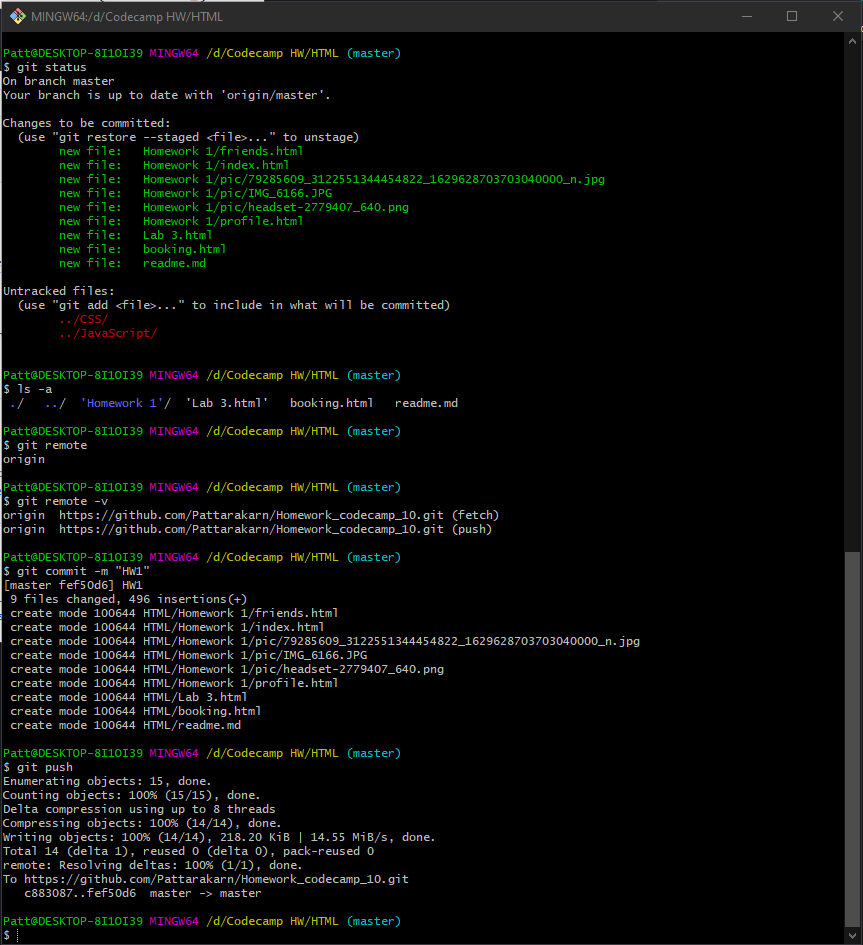 MINGW64:/d/Codecamp HW/HTML
Patt@DESKTOP-8I1OI39 MINGW64 /d/Codecamp HW/HTML (master)
$ git status
On branch master
Your branch is up to date with 'origin/master'.
Changes to be committed:
  (use "git restore --staged <file>..." to unstage)
        new file:   Homework 1/friends.html
        new file:   Homework 1/index.html
        new file:   Homework 1/pic/79285609_3122551344454822_1629628703703040000_n.jpg
        new file:   Homework 1/pic/IMG_6166.JPG
        new file:   Homework 1/pic/headset-2779407_640.png
        new file:   Homework 1/profile.html
        new file:   Lab 3.html
        new file:   booking.html
        new file:   readme.md
Untracked files:
  (use "git add <file>..." to include in what will be committed)
        ../CSS/
        ../JavaScript/
Patt@DESKTOP-8I1OI39 MINGW64 /d/Codecamp HW/HTML (master)
$ ls -a
 ./   ../  'Homework 1'/  'Lab 3.html'   booking.html   readme.md
Patt@DESKTOP-8I1OI39 MINGW64 /d/Codecamp HW/HTML (master)
$ git remote
origin
Patt@DESKTOP-8I1OI39 MINGW64 /d/Codecamp HW/HTML (master)
$ git remote -v
origin  https://github.com/Pattarakarn/Homework_codecamp_10.git (fetch)
origin  https://github.com/Pattarakarn/Homework_codecamp_10.git (push)
Patt@DESKTOP-8I1OI39 MINGW64 /d/Codecamp HW/HTML (master)
$ git commit -m "HW1"
[master fef50d6] HW1
 9 files changed, 496 insertions(+)
 create mode 100644 HTML/Homework 1/friends.html
 create mode 100644 HTML/Homework 1/index.html
 create mode 100644 HTML/Homework 1/pic/79285609_3122551344454822_1629628703703040000_n.jpg
 create mode 100644 HTML/Homework 1/pic/IMG_6166.JPG
 create mode 100644 HTML/Homework 1/pic/headset-2779407_640.png
 create mode 100644 HTML/Homework 1/profile.html
 create mode 100644 HTML/Lab 3.html
 create mode 100644 HTML/booking.html
 create mode 100644 HTML/readme.md
Patt@DESKTOP-8I1OI39 MINGW64 /d/Codecamp HW/HTML (master)
$ git push
Enumerating objects: 15, done.
Counting objects: 100% (15/15), done.
Delta compression using up to 8 threads
Compressing objects: 100% (14/14), done.
Writing objects: 100% (14/14), 218.20 KiB | 14.55 MiB/s, done.
Total 14 (delta 1), reused 0 (delta 0), pack-reused 0
remote: Resolving deltas: 100% (1/1), done.
To https://github.com/Pattarakarn/Homework_codecamp_10.git
   c883087..fef50d6  master -> master
Patt@DESKTOP-8I1OI39 MINGW64 /d/Codecamp HW/HTML (master)
$